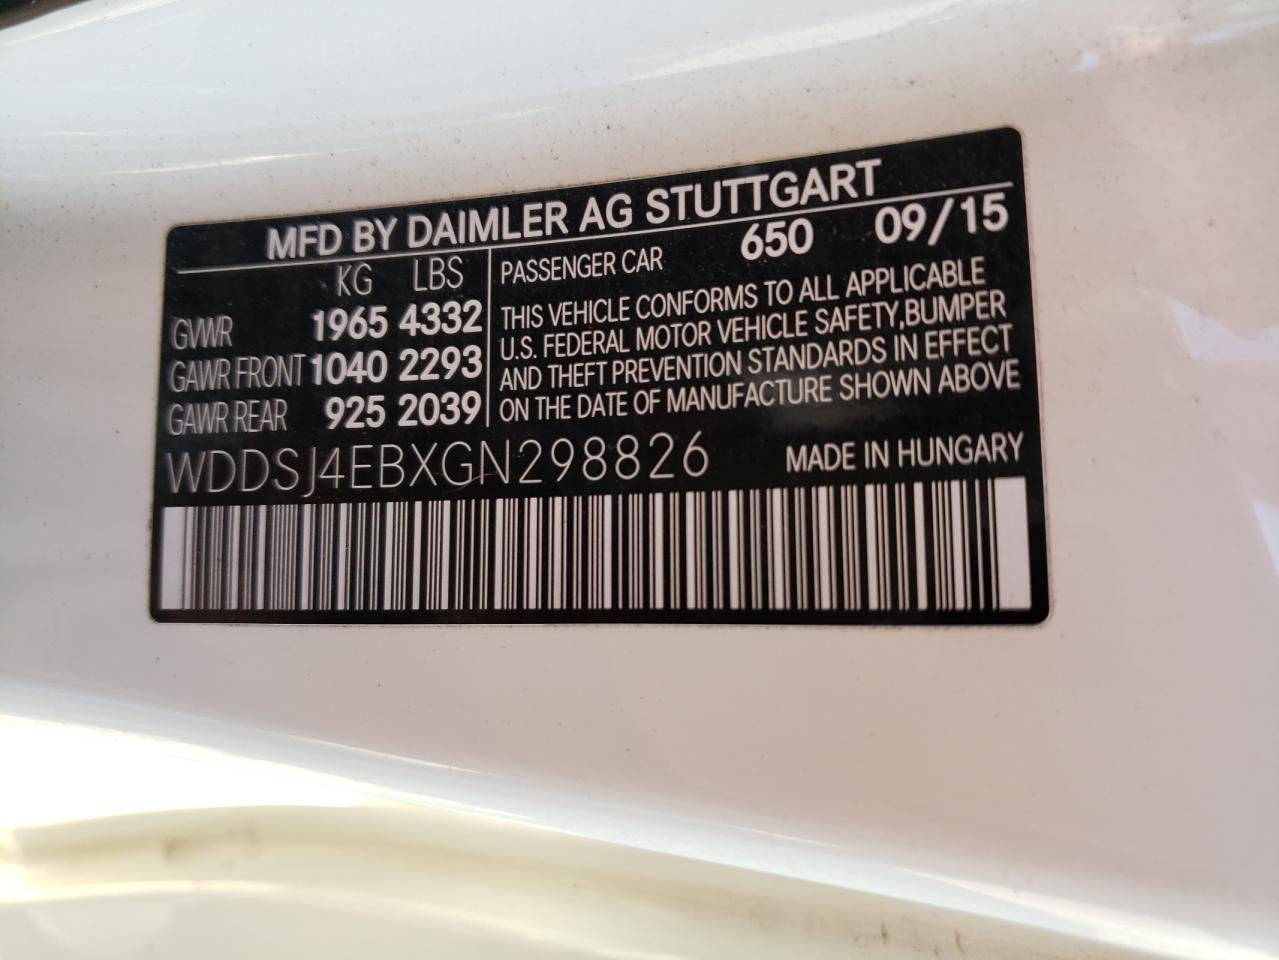 MFD BY DAIMLER AG STUTTGART
KG LBS
GVWR 1965 4332
GAWR FRONT 1040 2293
GAWR REAR 925 2039
PASSENGER CAR 650 09/15
THIS VEHICLE CONFORMS TO ALL APPLICABLE
U.S. FEDERAL MOTOR VEHICLE SAFETY,BUMPER
AND THEFT PREVENTION STANDARDS IN EFFECT
ON THE DATE OF MANUFACTURE SHOWN ABOVE
WDDSJ4EBXGN298826 MADE IN HUNGARY